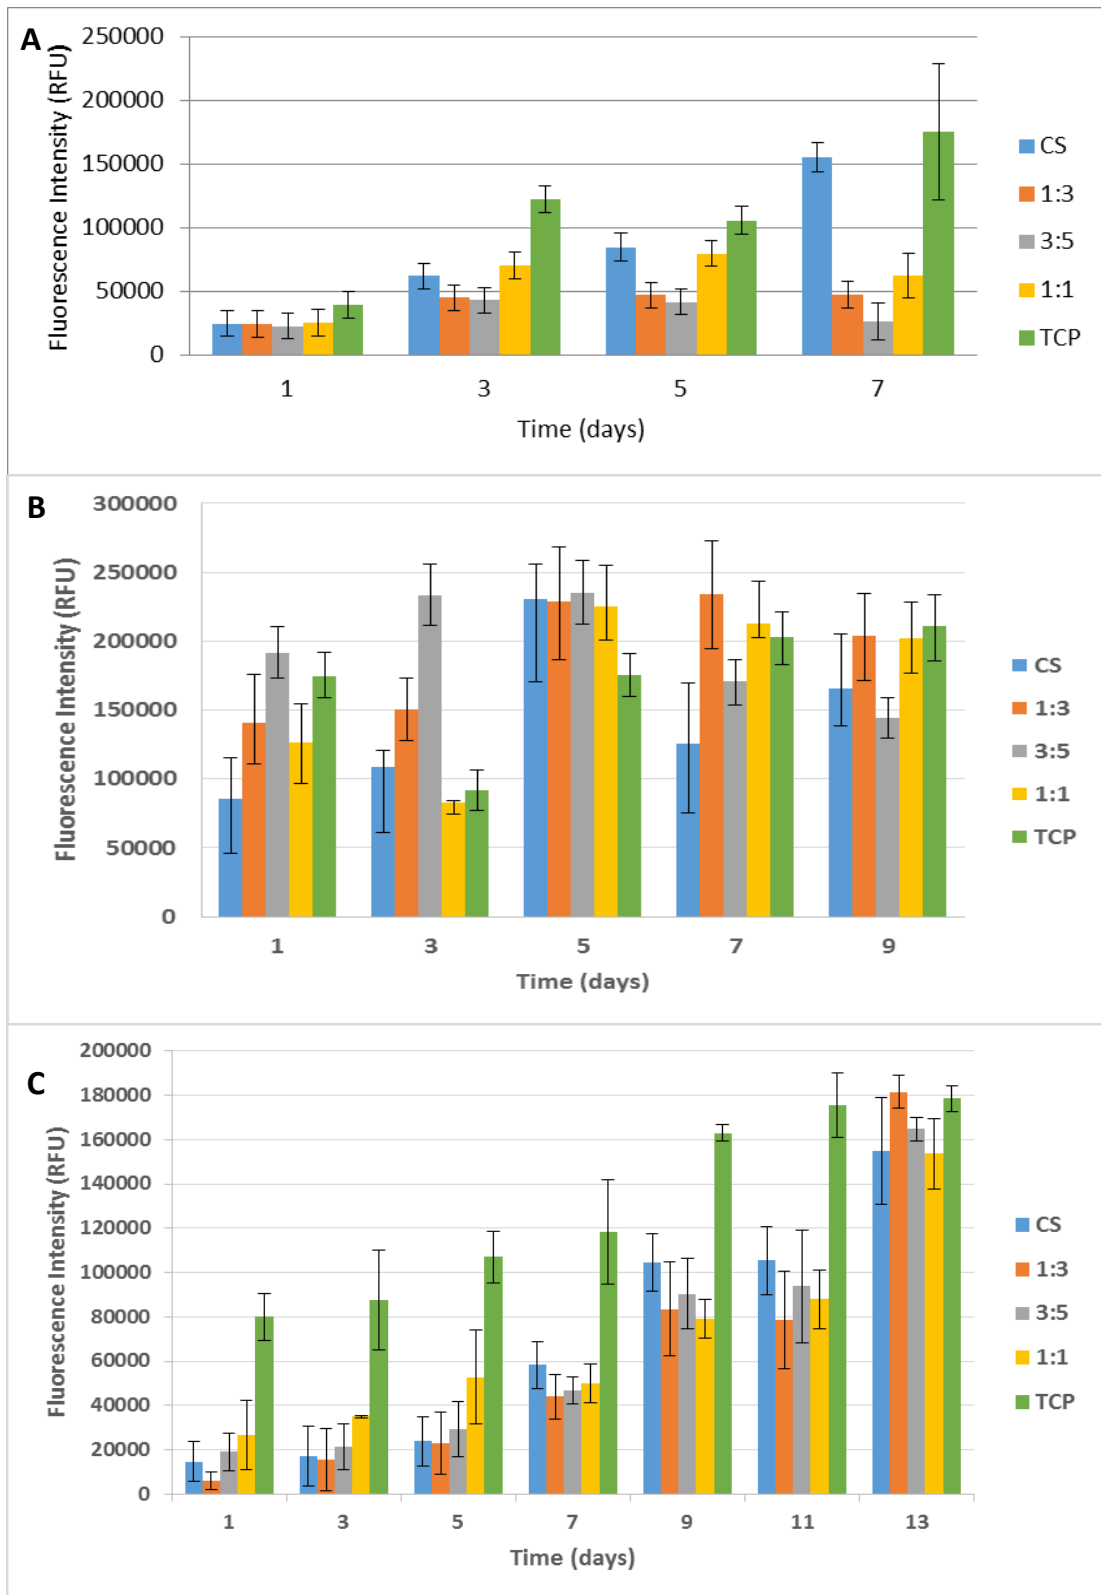 A
Fluorescence Intensity (RFU)
250000
200000
150000
100000
50000
0
1 3 5 7
Time (days)
CS
1:3
3:5
1:1
TCP
B
Fluorescence Intensity (RFU)
300000
250000
200000
150000
100000
50000
0
1 3 5 7 9
Time (days)
CS
1:3
3:5
1:1
TCP
C
Fluorescence Intensity (RFU)
200000
180000
160000
140000
120000
100000
80000
60000
40000
20000
0
1 3 5 7 9 11 13
Time (days)
CS
1:3
3:5
1:1
TCP